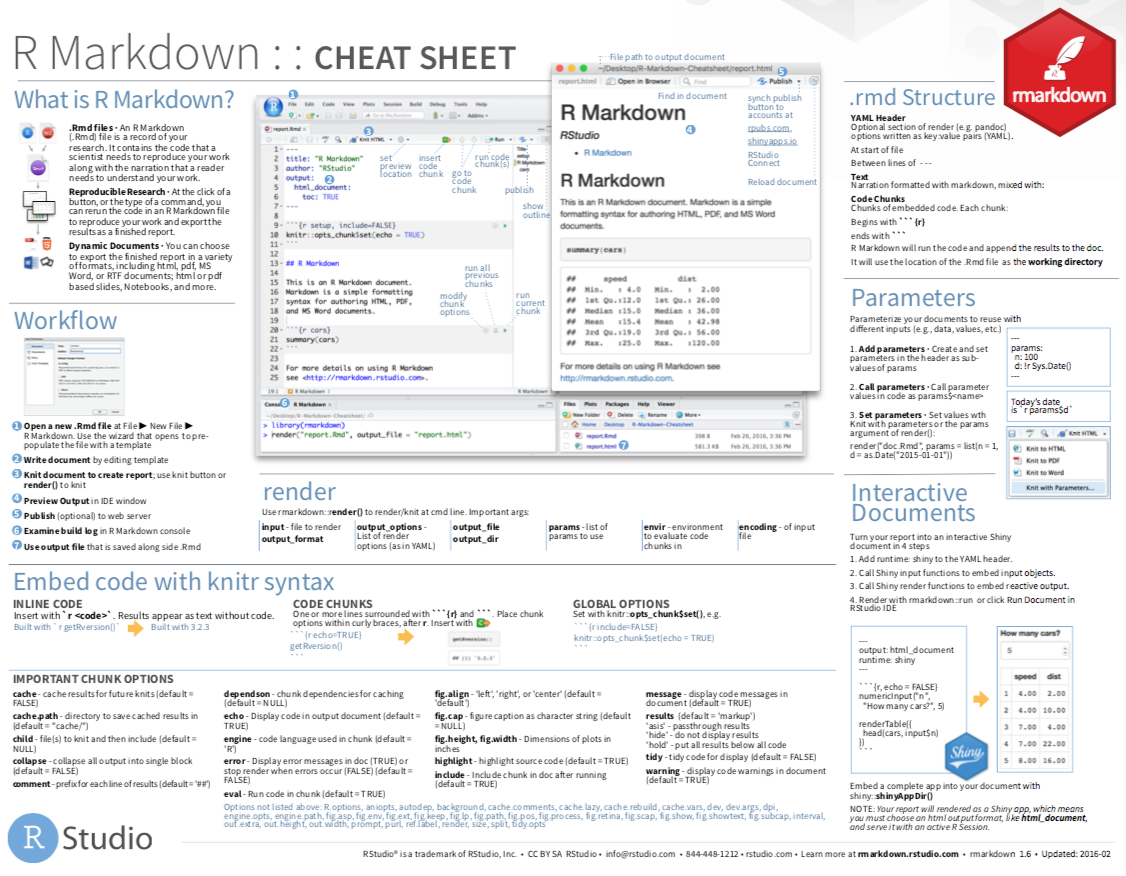 R Markdown : : CHEAT SHEET
What is R Markdown?
.Rmd files · An R Markdown
(.Rmd) file is a record of your
research. It contains the code that a
scientist needs to reproduce your work
along with the narration that a reader
needs to understand your work.
Reproducible Research · At the click of a
button, or the type of a command, you
can rerun the code in an R Markdown file
to reproduce your work and export the
results as a finished report.
Dynamic Documents · You can choose
to export the finished report in a variety
of formats, including html, pdf, MS
Word, or RTF documents; html or pdf
based slides, Notebooks, and more.
Workflow
1 Open a new .Rmd file at File ▶ New File ▶
R Markdown. Use the wizard that opens to pre-
populate the file with a template
2 Write document by editing template
3 Knit document to create report; use knit button or
render() to knit
4 Preview Output in IDE window
5 Publish (optional) to web server
6 Examine build log in R Markdown console
7 Use output file that is saved along side .Rmd
1
File Edit Code View Plots Session Build Debug Tools Help
Addins
report.Rmd
3
Knit HTML
Run
1 ---
2 title: "R Markdown"
3 author: "RStudio"
4 output: 2
5 html_document:
6 toc: TRUE
7 ---
8
9 ```{r setup, include=FALSE}
10 knitr::opts_chunk$set(echo = TRUE)
11 ```
12
13 ## R Markdown
14
15 This is an R Markdown document.
16 Markdown is a simple formatting
17 syntax for authoring HTML, PDF,
18 and MS Word documents.
19
20 ```{r cars}
21 summary(cars)
22 ```
23
24 For more details on using R Markdown
25 see <http://rmarkdown.rstudio.com>.
set
preview
location
insert
code
chunk
go to
code
chunk
run code
chunk(s)
publish
show
outline
run all
previous
chunks
modify
chunk
options
run
current
chunk
19:1 R Markdown
Console 6 R Markdown
~/Desktop/R-Markdown-Cheatsheet/
> library(rmarkdown)
> render("report.Rmd", output_file = "report.html")
Files Plots Packages Help Viewer
New Folder Delete Rename More
Home Desktop R-Markdown-Cheatsheet
report.Rmd 398 B Feb 26, 2016, 3:36 PM
report.html 7 581.3 KB Feb 26, 2016, 3:36 PM
File path to output document
~/Desktop/R-Markdown-Cheatsheet/report.html
5
report.html Open in Browser Find Publish
Find in document
synch publish
button to
accounts at
rpubs.com,
shinyapps.io
RStudio
Connect
Reload document
4
R Markdown
RStudio
• R Markdown
R Markdown
This is an R Markdown document. Markdown is a simple
formatting syntax for authoring HTML, PDF, and MS Word
documents.
summary(cars)
## speed dist
## Min. : 4.0 Min. : 2.00
## 1st Qu.:12.0 1st Qu.: 26.00
## Median :15.0 Median : 36.00
## Mean :15.4 Mean : 42.98
## 3rd Qu.:19.0 3rd Qu.: 56.00
## Max. :25.0 Max. :120.00
For more details on using R Markdown see
http://rmarkdown.rstudio.com.
render
Use rmarkdown::render() to render/knit at cmd line. Important args:
input - file to render
output_format
output_options -
List of render
options (as in YAML)
output_file
output_dir
params - list of
params to use
envir - environment
to evaluate code
chunks in
encoding - of input
file
rmarkdown
.rmd Structure
YAML Header
Optional section of render (e.g. pandoc)
options written as key:value pairs (YAML).
At start of file
Between lines of - - -
Text
Narration formatted with markdown, mixed with:
Code Chunks
Chunks of embedded code. Each chunk:
Begins with ```{r}
ends with ```
R Markdown will run the code and append the results to the doc.
It will use the location of the .Rmd file as the working directory
Parameters
Parameterize your documents to reuse with
different inputs (e.g., data, values, etc.)
1. Add parameters · Create and set
parameters in the header as sub-
values of params
2. Call parameters · Call parameter
values in code as params$<name>
3. Set parameters · Set values wth
Knit with parameters or the params
argument of render():
render("doc.Rmd", params = list(n = 1,
d = as.Date("2015-01-01"))
---
params:
n: 100
d: !r Sys.Date()
---
Today's date
is `r params$d`
Knit HTML
Knit to HTML
Knit to PDF
Knit to Word
Knit with Parameters...
Interactive
Documents
Turn your report into an interactive Shiny
document in 4 steps
1. Add runtime: shiny to the YAML header.
2. Call Shiny input functions to embed input objects.
3. Call Shiny render functions to embed reactive output.
4. Render with rmarkdown::run or click Run Document in
RStudio IDE
---
output: html_document
runtime: shiny
---
```{r, echo = FALSE}
numericInput("n",
"How many cars?", 5)
renderTable({
head(cars, input$n)
})
```
Shiny
How many cars?
5
speed dist
1 4.00 2.00
2 4.00 10.00
3 7.00 4.00
4 7.00 22.00
5 8.00 16.00
Embed a complete app into your document with
shiny::shinyAppDir()
NOTE: Your report will rendered as a Shiny app, which means
you must choose an html output format, like html_document,
and serve it with an active R Session.
Embed code with knitr syntax
INLINE CODE
Insert with `r <code>`. Results appear as text without code.
Built with `r getRversion()` Built with 3.2.3
CODE CHUNKS
One or more lines surrounded with ```{r} and ```. Place chunk
options within curly braces, after r. Insert with
```{r echo=TRUE}
getRversion()
```
getRversion()
## [1] '3.2.3'
GLOBAL OPTIONS
Set with knitr::opts_chunk$set(), e.g.
```{r include=FALSE}
knitr::opts_chunk$set(echo = TRUE)
```
IMPORTANT CHUNK OPTIONS
cache - cache results for future knits (default =
FALSE)
cache.path - directory to save cached results in
(default = "cache/")
child - file(s) to knit and then include (default =
NULL)
collapse - collapse all output into single block
(default = FALSE)
comment - prefix for each line of results (default = '##')
dependson - chunk dependencies for caching
(default = NULL)
echo - Display code in output document (default =
TRUE)
engine - code language used in chunk (default =
'R')
error - Display error messages in doc (TRUE) or
stop render when errors occur (FALSE) (default =
FALSE)
eval - Run code in chunk (default = TRUE)
fig.align - 'left', 'right', or 'center' (default =
'default')
fig.cap - figure caption as character string (default
= NULL)
fig.height, fig.width - Dimensions of plots in
inches
highlight - highlight source code (default = TRUE)
include - Include chunk in doc after running
(default = TRUE)
message - display code messages in
document (default = TRUE)
results (default = 'markup')
'asis' - passthrough results
'hide' - do not display results
'hold' - put all results below all code
tidy - tidy code for display (default = FALSE)
warning - display code warnings in document
(default = TRUE)
Options not listed above: R.options, aniopts, autodep, background, cache.comments, cache.lazy, cache.rebuild, cache.vars, dev, dev.args, dpi,
engine.opts, engine.path, fig.asp, fig.env, fig.ext, fig.keep, fig.lp, fig.path, fig.pos, fig.process, fig.retina, fig.scap, fig.show, fig.showtext, fig.subcap, interval,
out.extra, out.height, out.width, prompt, purl, ref.label, render, size, split, tidy.opts
R Studio
RStudio® is a trademark of RStudio, Inc. • CC BY SA RStudio • info@rstudio.com • 844-448-1212 • rstudio.com • Learn more at rmarkdown.rstudio.com • rmarkdown 1.6 • Updated: 2016-02